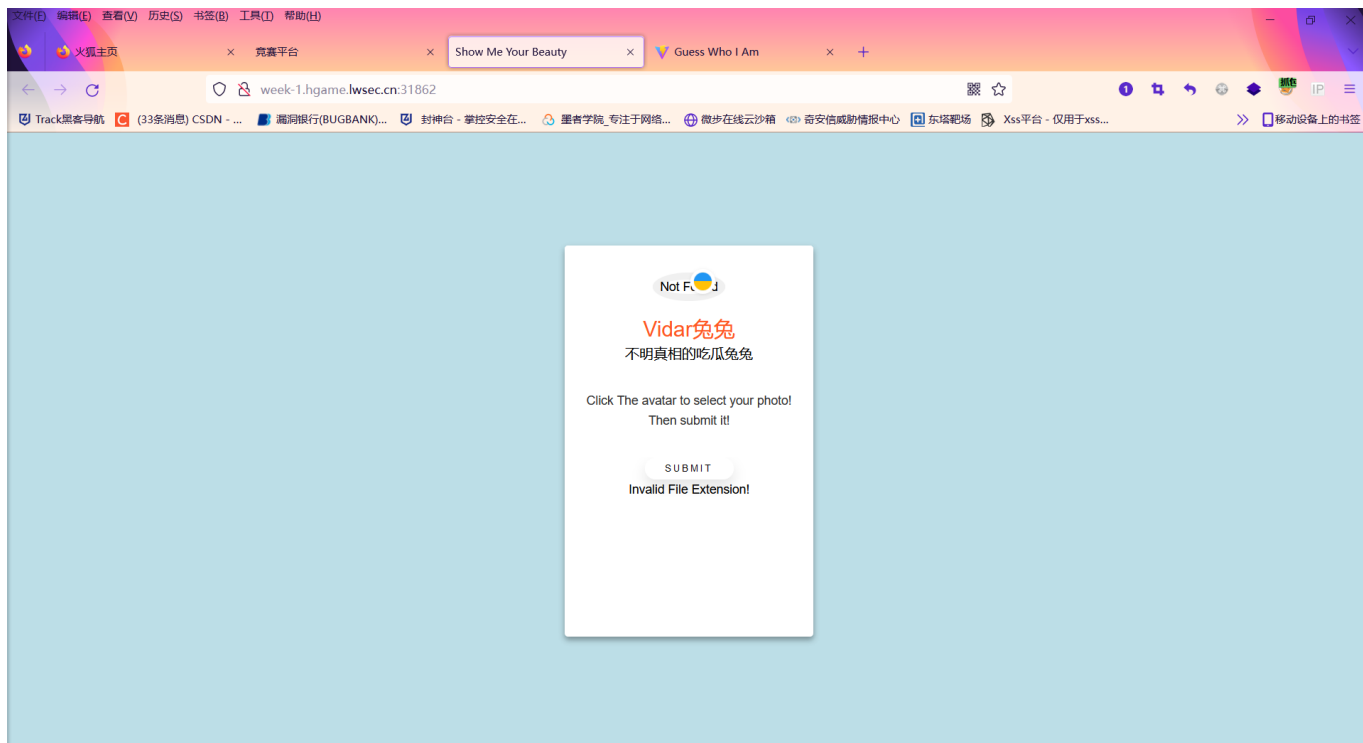 文件(F) 编辑(E) 查看(V) 历史(S) 书签(B) 工具(T) 帮助(H)
火狐主页 × 竞赛平台 × Show Me Your Beauty × Guess Who I Am × +
week-1.hgame.lwsec.cn:31862
抓包
1 IP
Track黑客导航 C (33条消息) CSDN - ... 漏洞银行(BUGBANK)... 封神台 - 掌控安全在... 墨者学院_专注于网络... 微步在线云沙箱 奇安信威胁情报中心 东塔靶场 Xss平台 - 仅用于xss... 移动设备上的书签
Not
Vidar兔兔
不明真相的吃瓜兔兔
Click The avatar to select your photo!
Then submit it!
SUBMIT
Invalid File Extension!